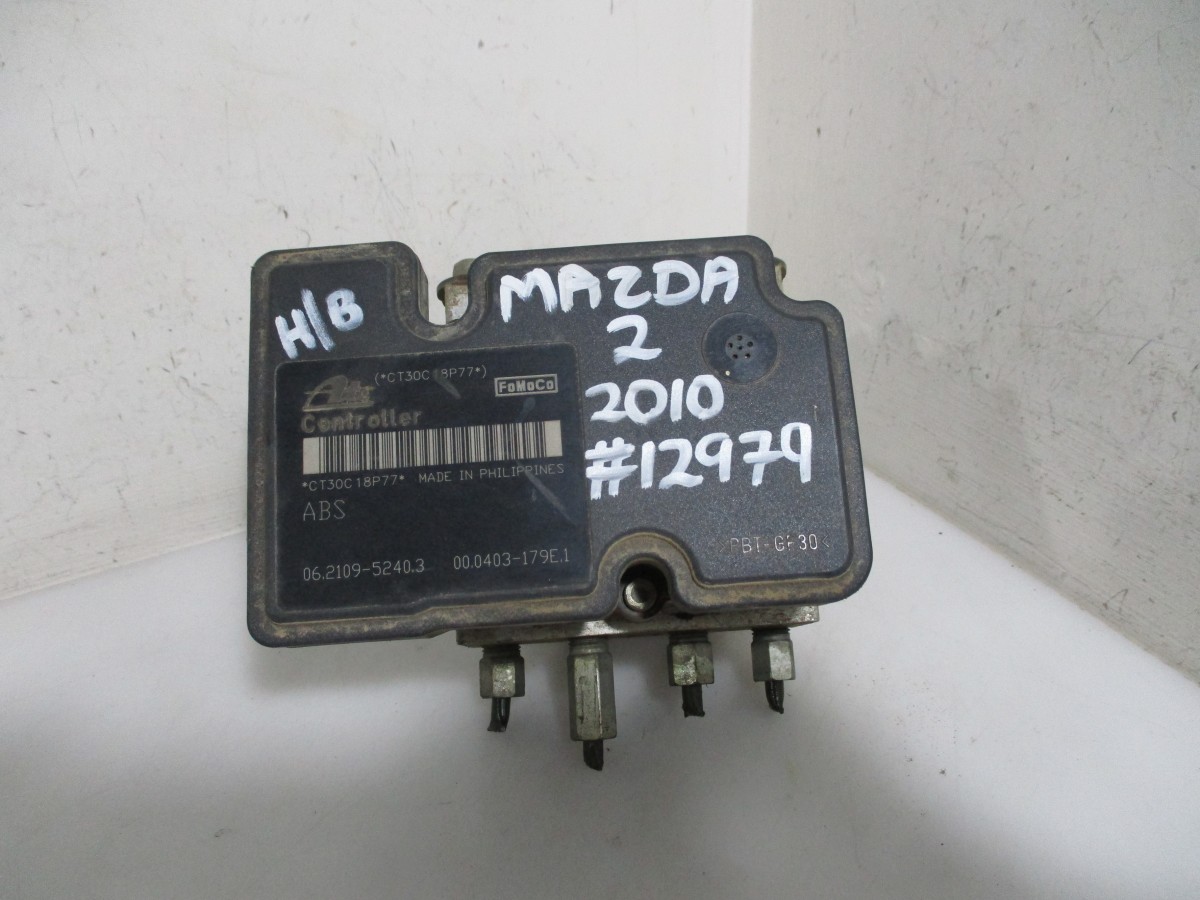 H/B
MAZDA
2
2010
#12979
(*CT30C18P77*)
Ate
FoMoCo
Controller
*CT30C18P77* MADE IN PHILIPPINES
ABS
06.2109-5240.3 00.0403-179E.1
PBT-GF30